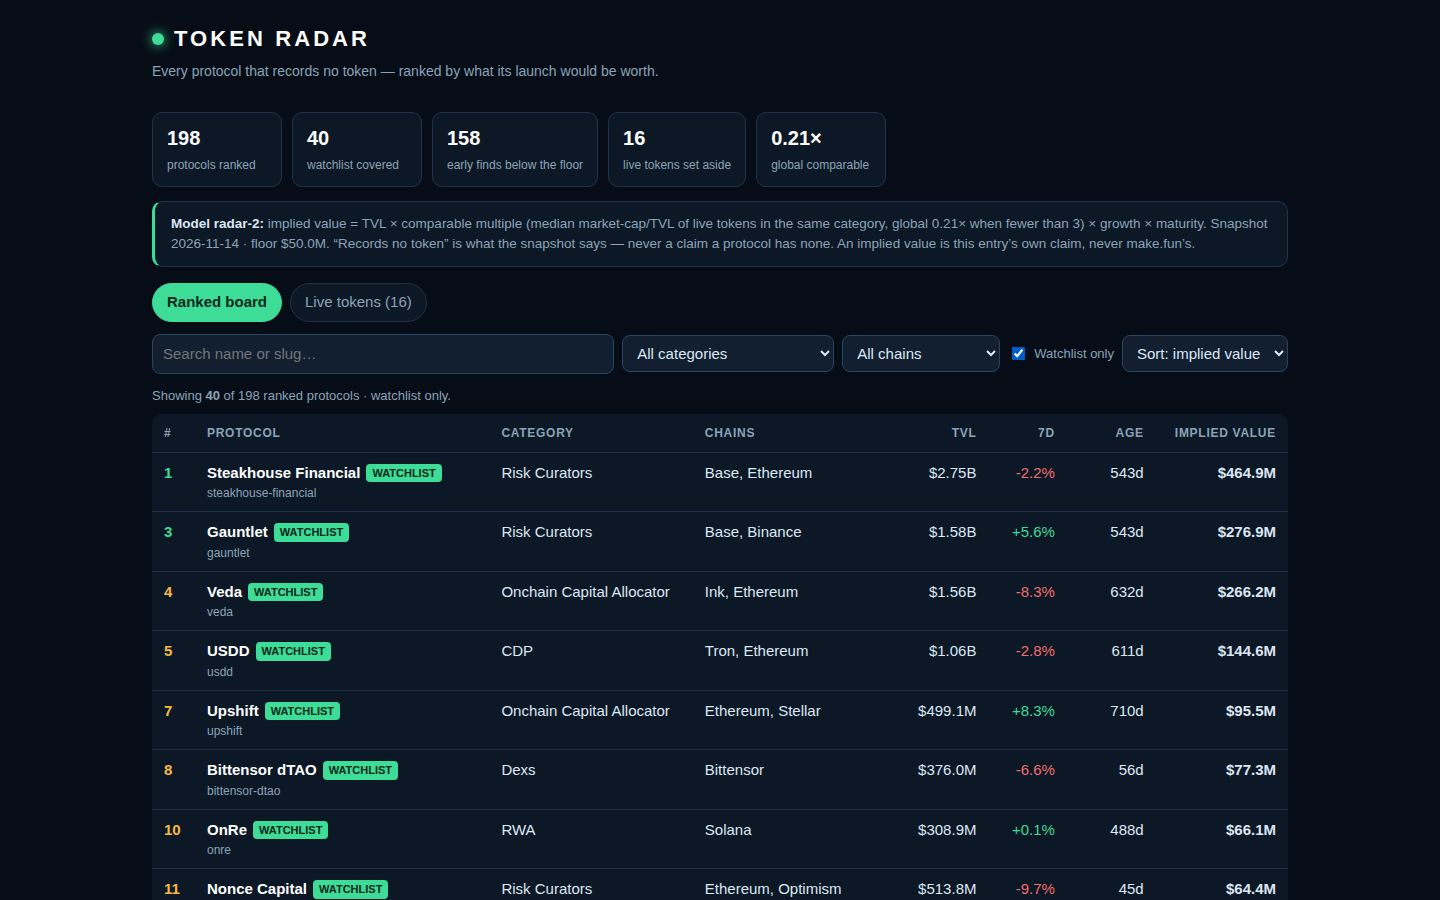 TOKEN RADAR
Every protocol that records no token — ranked by what its launch would be worth.
198
protocols ranked
40
watchlist covered
158
early finds below the floor
16
live tokens set aside
0.21×
global comparable
Model radar-2: implied value = TVL × comparable multiple (median market-cap/TVL of live tokens in the same category, global 0.21× when fewer than 3) × growth × maturity. Snapshot
2026-11-14 · floor $50.0M. “Records no token” is what the snapshot says — never a claim a protocol has none. An implied value is this entry’s own claim, never make.fun’s.
Ranked board
Live tokens (16)
Search name or slug…
All categories
All chains
Watchlist only
Sort: implied value
Showing 40 of 198 ranked protocols · watchlist only.
# PROTOCOL CATEGORY CHAINS TVL 7D AGE IMPLIED VALUE
1 Steakhouse Financial WATCHLIST Risk Curators Base, Ethereum $2.75B -2.2% 543d $464.9M
steakhouse-financial
3 Gauntlet WATCHLIST Risk Curators Base, Binance $1.58B +5.6% 543d $276.9M
gauntlet
4 Veda WATCHLIST Onchain Capital Allocator Ink, Ethereum $1.56B -8.3% 632d $266.2M
veda
5 USDD WATCHLIST CDP Tron, Ethereum $1.06B -2.8% 611d $144.6M
usdd
7 Upshift WATCHLIST Onchain Capital Allocator Ethereum, Stellar $499.1M +8.3% 710d $95.5M
upshift
8 Bittensor dTAO WATCHLIST Dexs Bittensor $376.0M -6.6% 56d $77.3M
bittensor-dtao
10 OnRe WATCHLIST RWA Solana $308.9M +0.1% 488d $66.1M
onre
11 Nonce Capital WATCHLIST Risk Curators Ethereum, Optimism $513.8M -9.7% 45d $64.4M